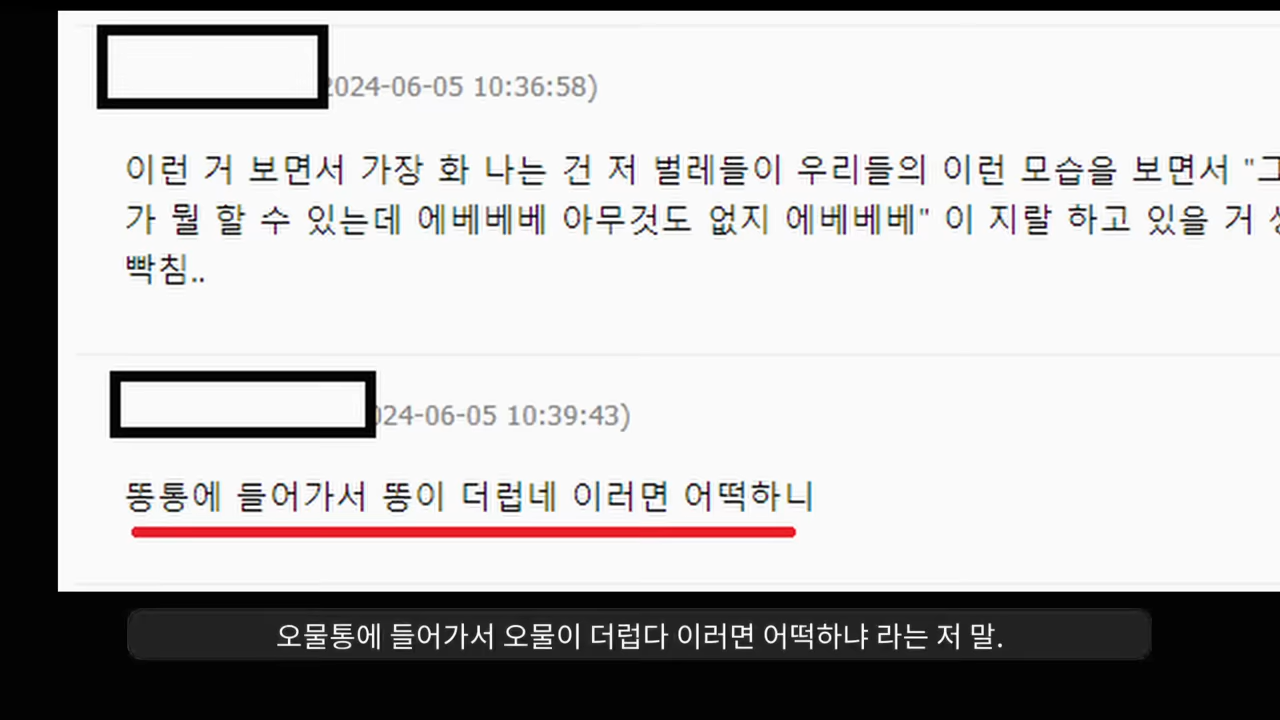 2024-06-05 10:36:58)
이런 거 보면서 가장 화 나는 건 저 벌레들이 우리들의 이런 모습을 보면서 "그
가 뭘 할 수 있는데 에베베베 아무것도 없지 에베베베" 이 지랄 하고 있을 거
빡침..
024-06-05 10:39:43)
똥통에 들어가서 똥이 더럽네 이러면 어떡하니
오물통에 들어가서 오물이 더럽다 이러면 어떡하냐 라는 저 말.